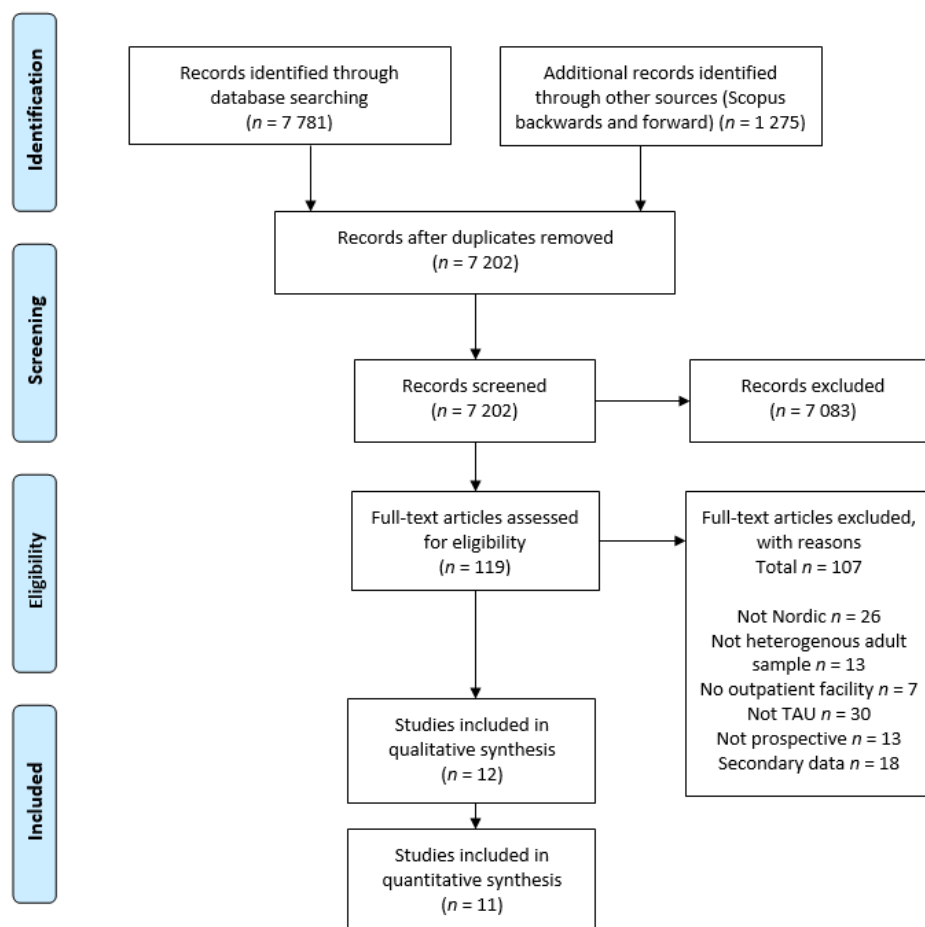 Identification
Records identified through
database searching
(n = 7 781)
Additional records identified
through other sources (Scopus
backwards and forward) (n = 1 275)
Records after duplicates removed
(n = 7 202)
Screening
Records screened
(n = 7 202)
Records excluded
(n = 7 083)
Eligibility
Full-text articles assessed
for eligibility
(n = 119)
Full-text articles excluded,
with reasons
Total n = 107
Not Nordic n = 26
Not heterogenous adult
sample n = 13
No outpatient facility n = 7
Not TAU n = 30
Not prospective n = 13
Secondary data n = 18
Included
Studies included in
qualitative synthesis
(n = 12)
Studies included in
quantitative synthesis
(n = 11)